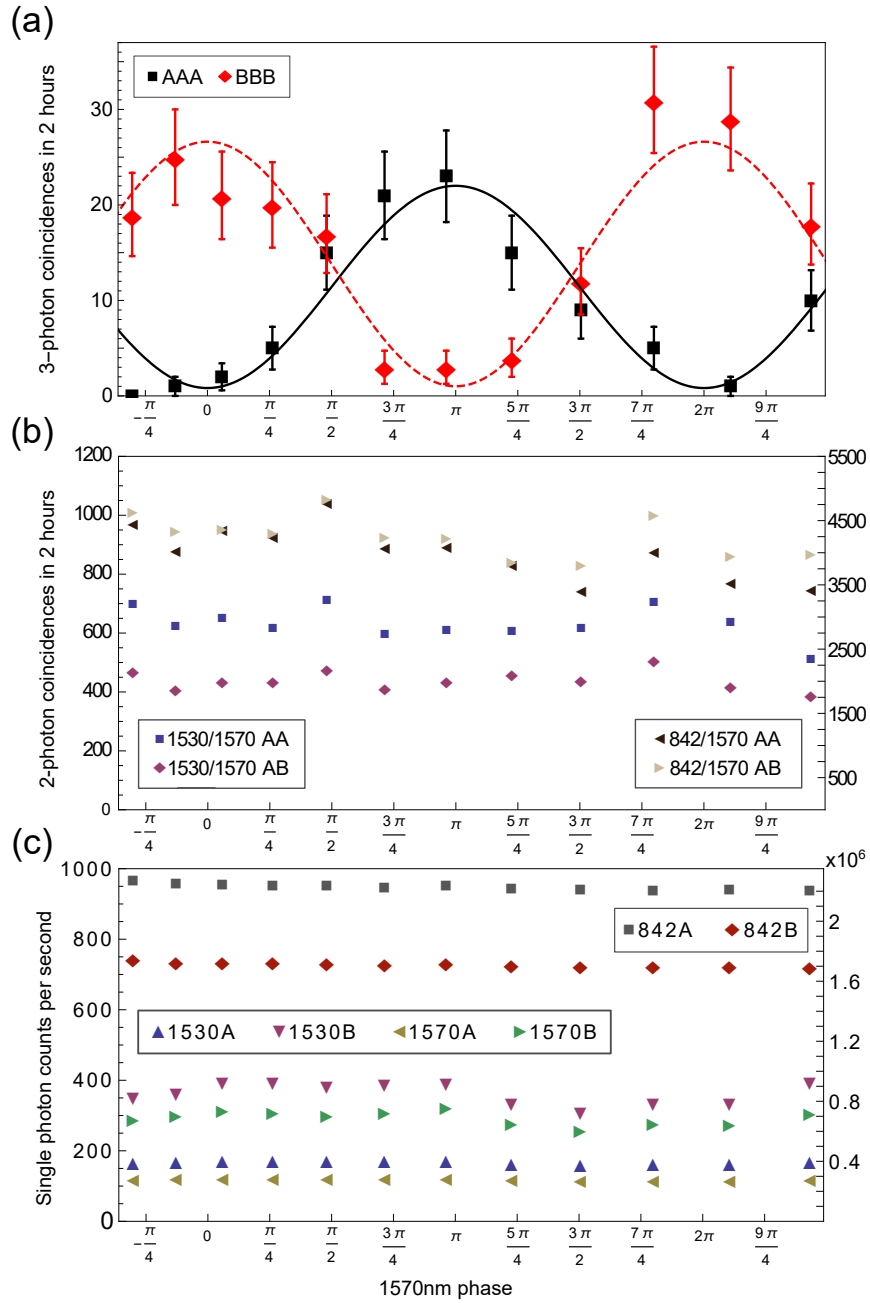 (a)
3-photon coincidences in 2 hours
AAA BBB
30
20
10
0
-π/4 0 π/4 π/2 3π/4 π 5π/4 3π/2 7π/4 2π 9π/4
(b)
2-photon coincidences in 2 hours
1200 5500
1000 4500
800 3500
600 2500
400 1500
200 500
0
1530/1570 AA 842/1570 AA
1530/1570 AB 842/1570 AB
-π/4 0 π/4 π/2 3π/4 π 5π/4 3π/2 7π/4 2π 9π/4
(c)
Single photon counts per second
x10⁶
1000
2
800
1.6
600
1.2
400
0.8
200
0.4
0
842A 842B
1530A 1530B 1570A 1570B
-π/4 0 π/4 π/2 3π/4 π 5π/4 3π/2 7π/4 2π 9π/4
1570nm phase